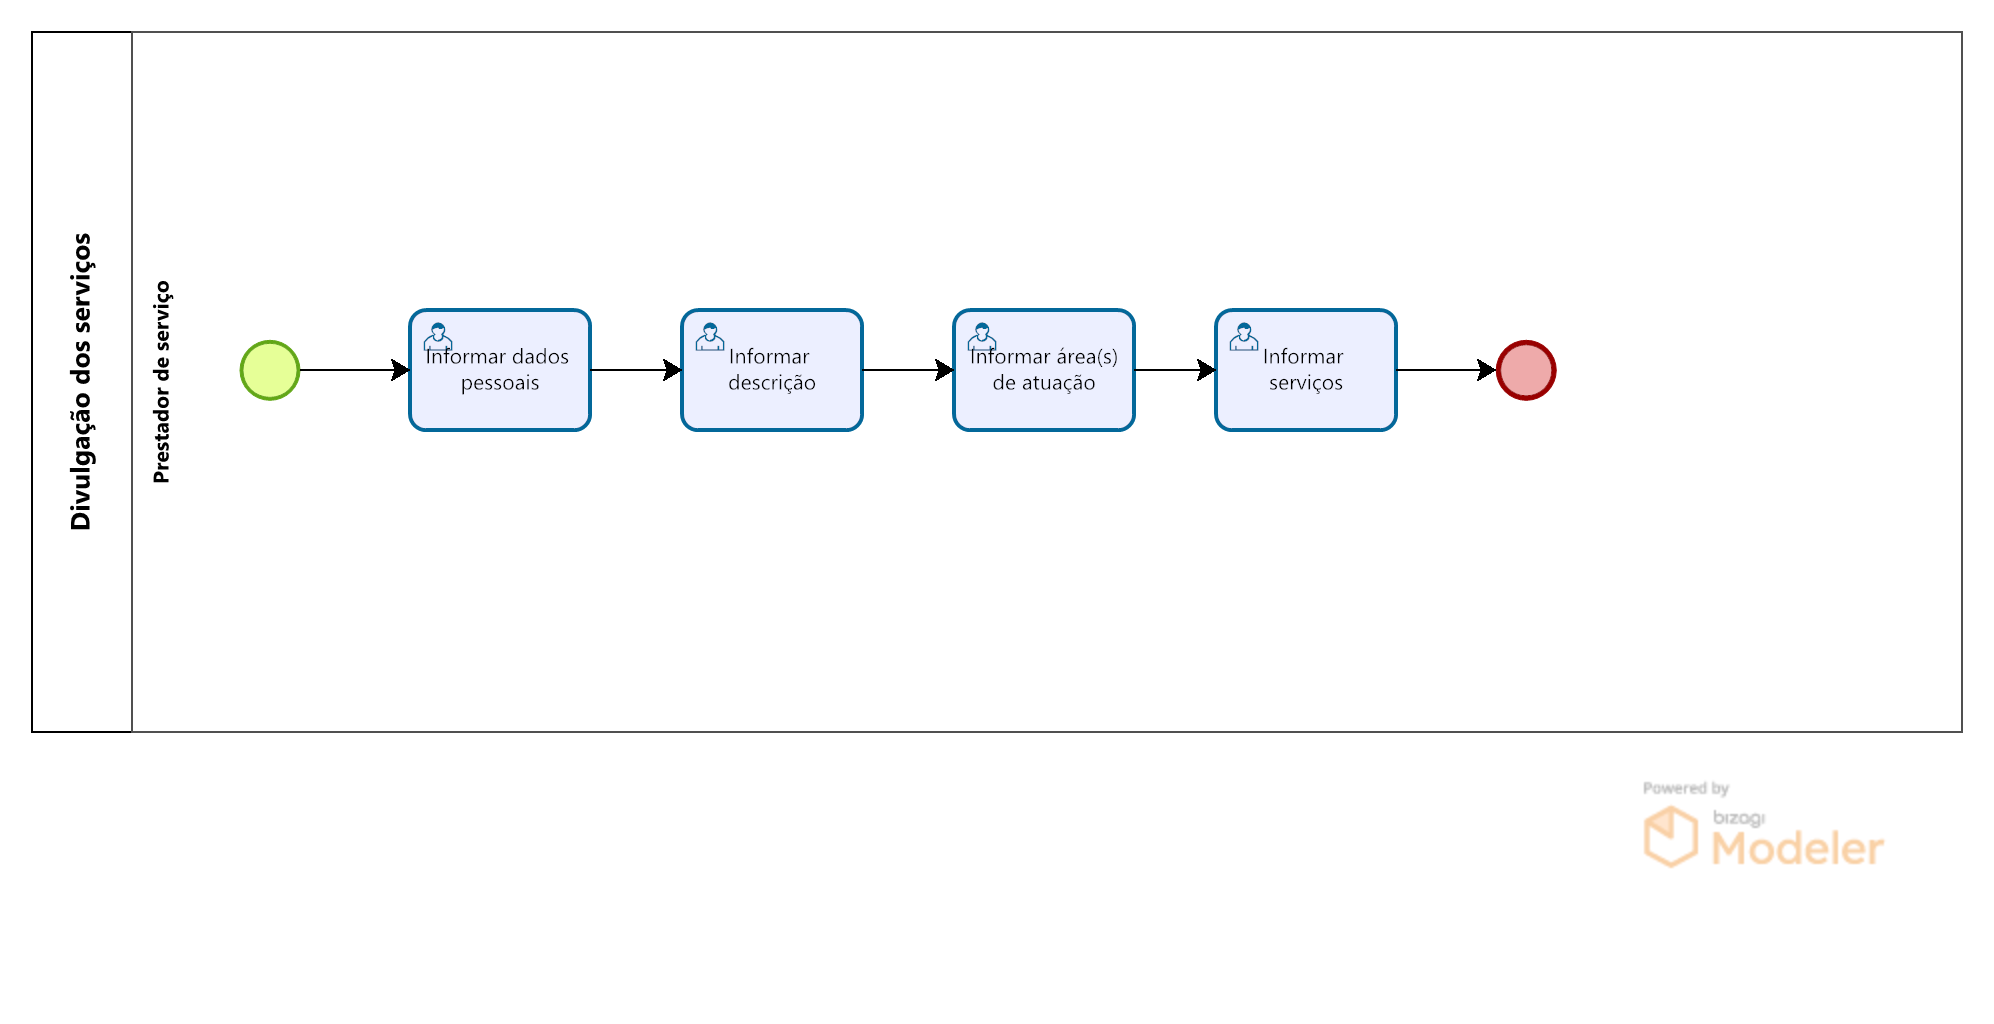 Divulgação dos serviços
Prestador de serviço
Informar dados
pessoais
Informar
descrição
Informar área(s)
de atuação
Informar
serviços
Powered by
bizagi
Modeler